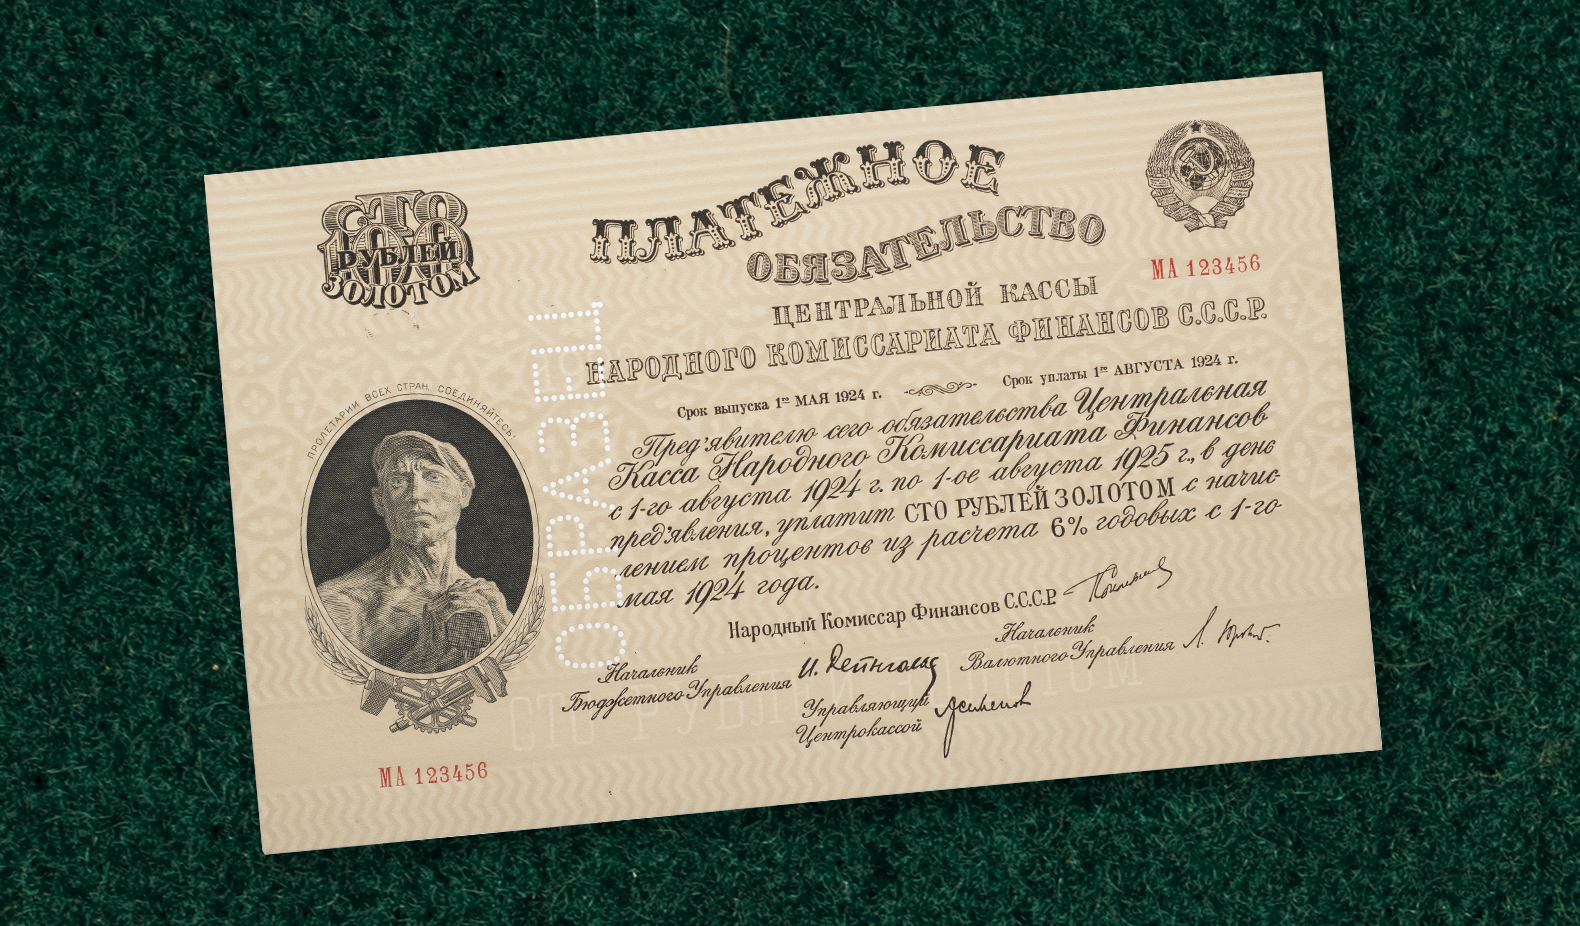 СТО
100
РУБЛЕЙ
ЗОЛОТОМ
ПЛАТЕЖНОЕ
ОБЯЗАТЕЛЬСТВО
ЦЕНТРАЛЬНОЙ КАССЫ
НАРОДНОГО КОМИССАРИАТА ФИНАНСОВ С.С.С.Р.
МА 123456
Срок выпуска 1го МАЯ 1924 г. Срок уплаты 1го АВГУСТА 1924 г.
Пред'явителю сего обязательства Центральная
Касса Народного Комиссариата Финансов
с 1-го августа 1924 г. по 1-ое августа 1925 г., в день
пред'явления, уплатит СТО РУБЛЕЙ ЗОЛОТОМ с начис-
лением процентов из расчета 6% годовых с 1-го
мая 1924 года.
Народный Комиссар Финансов С.С.С.Р.
Начальник
Бюджетного Управления
Начальник
Валютного Управления
Управляющий
Центрокассой
ПРОЛЕТАРИИ ВСЕХ СТРАН, СОЕДИНЯЙТЕСЬ!
ОБРАЗЕЦ
СТО РУБЛЕЙ ЗОЛОТОМ
МА 123456